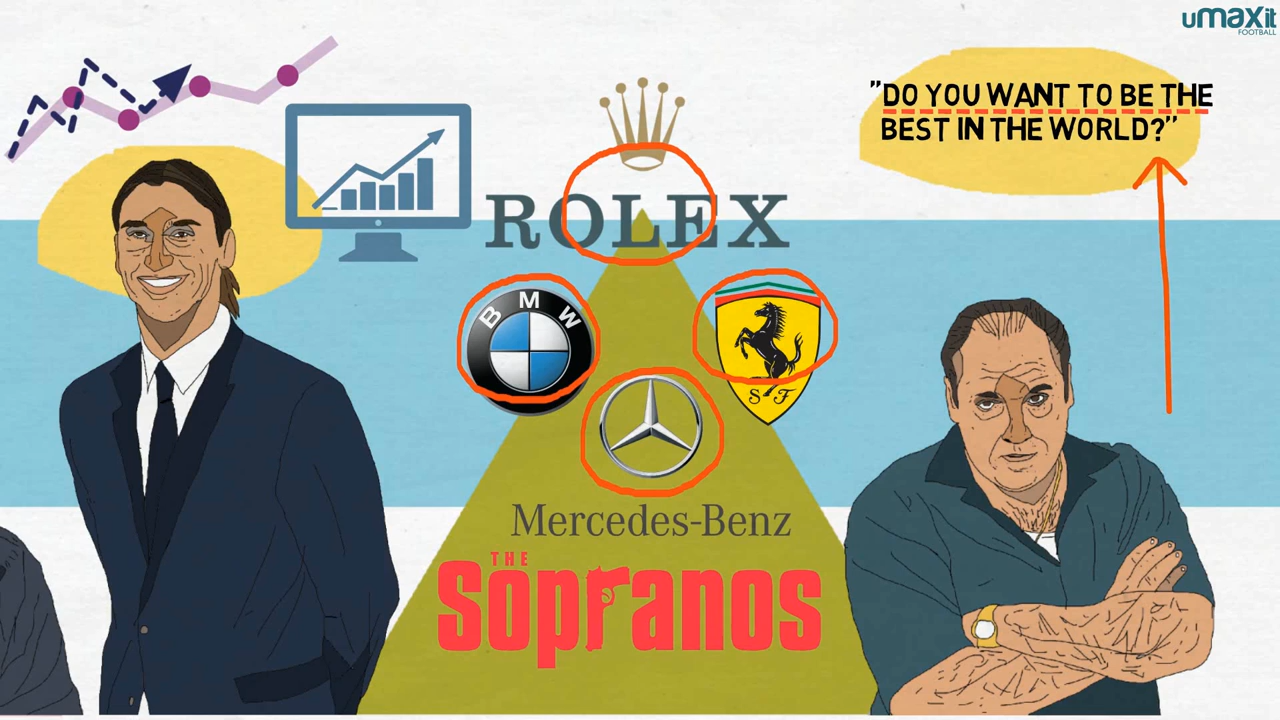 uMAXit
FOOTBALL
"DO YOU WANT TO BE THE
BEST IN THE WORLD?"
ROLEX
BMW
S F
Mercedes-Benz
THE
Sopranos